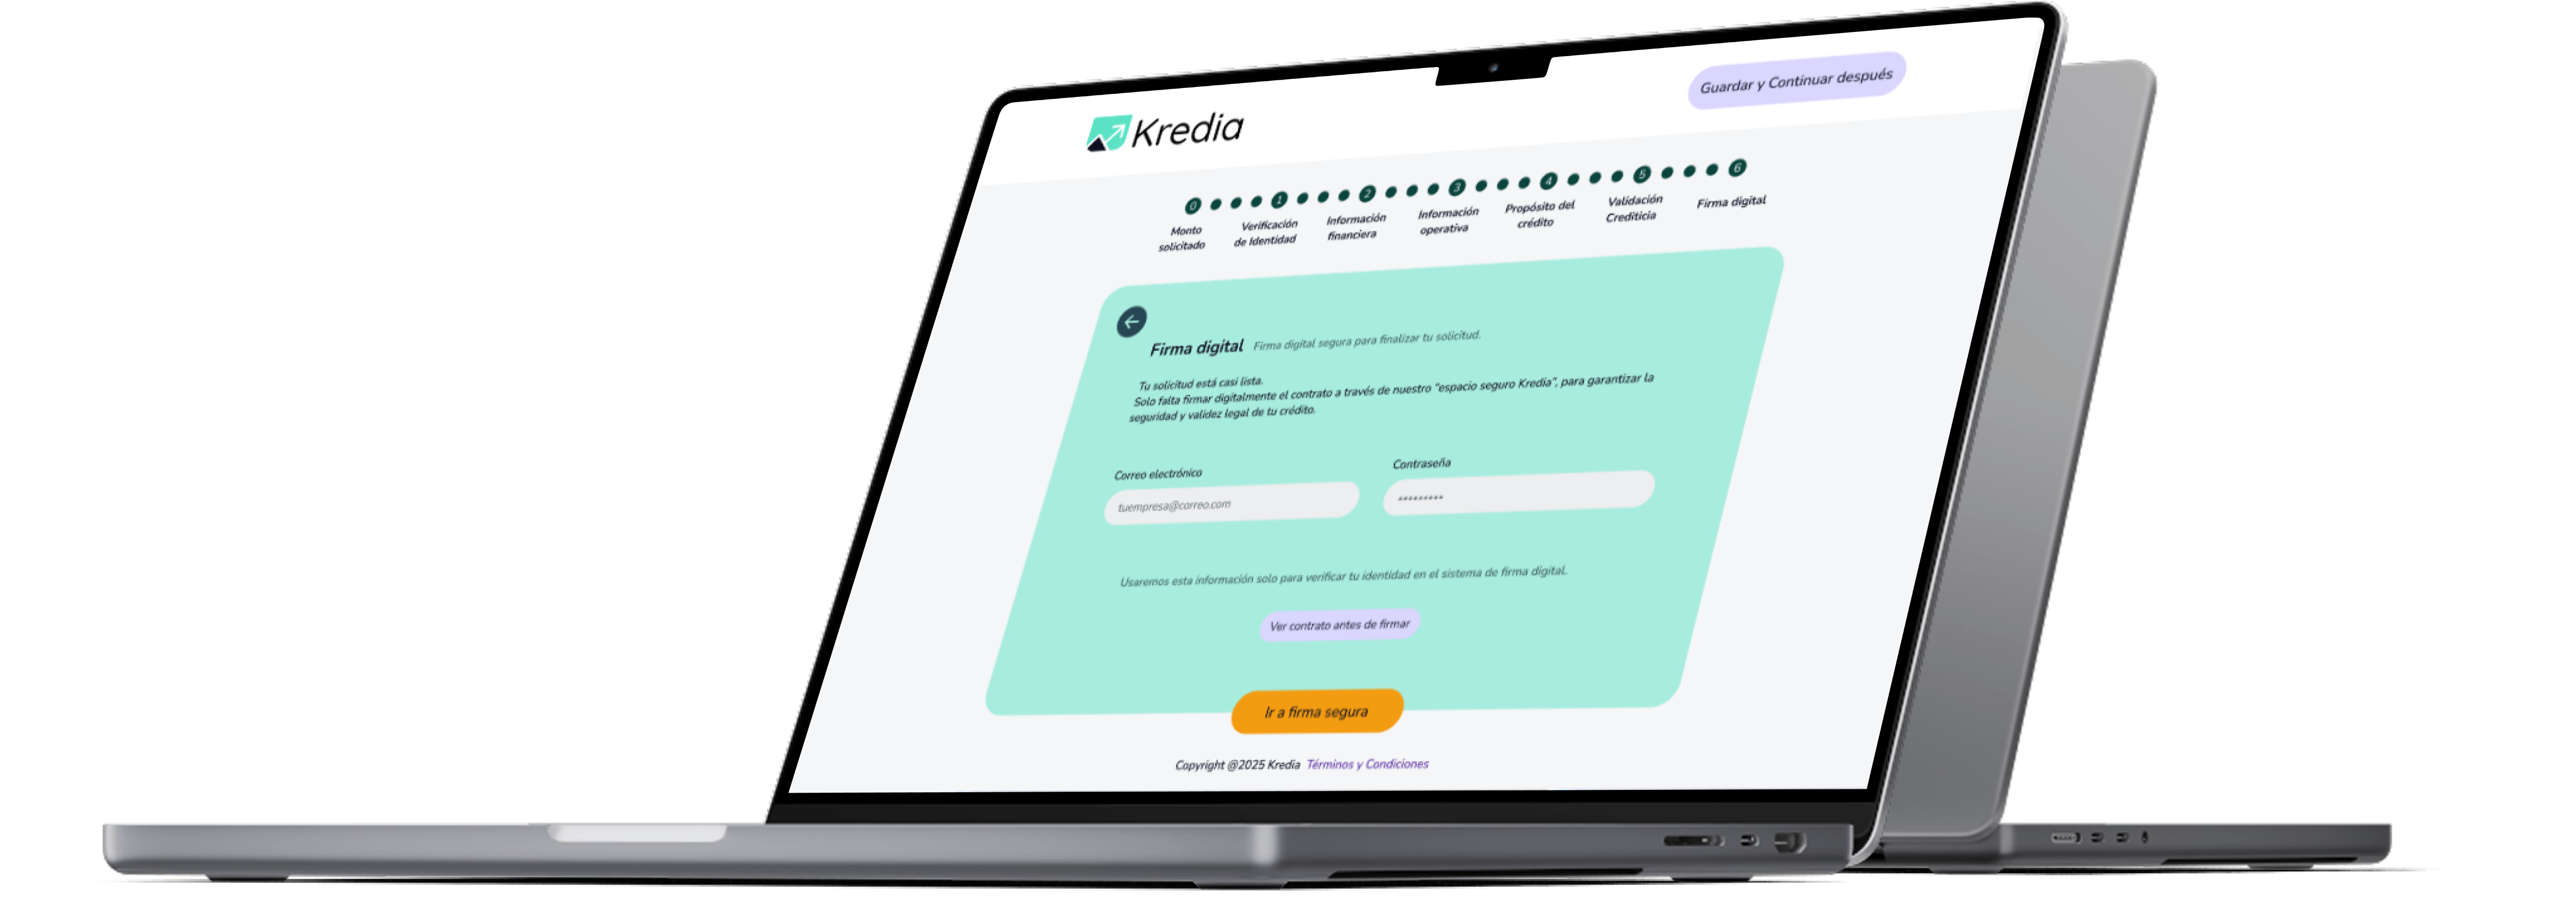 Kredia
Guardar y Continuar después
0 1 2 3 4 5 6
Monto
solicitado
Verificación
de Identidad
Información
financiera
Información
operativa
Propósito del
crédito
Validación
Crediticia
Firma digital
Firma digital Firma digital segura para finalizar tu solicitud.
Tu solicitud está casi lista.
Solo falta firmar digitalmente el contrato a través de nuestro "espacio seguro Kredia", para garantizar la
seguridad y validez legal de tu crédito.
Correo electrónico
tuempresa@correo.com
Contraseña
*********
Usaremos esta información solo para verificar tu identidad en el sistema de firma digital.
Ver contrato antes de firmar
Ir a firma segura
Copyright @2025 Kredia Términos y Condiciones